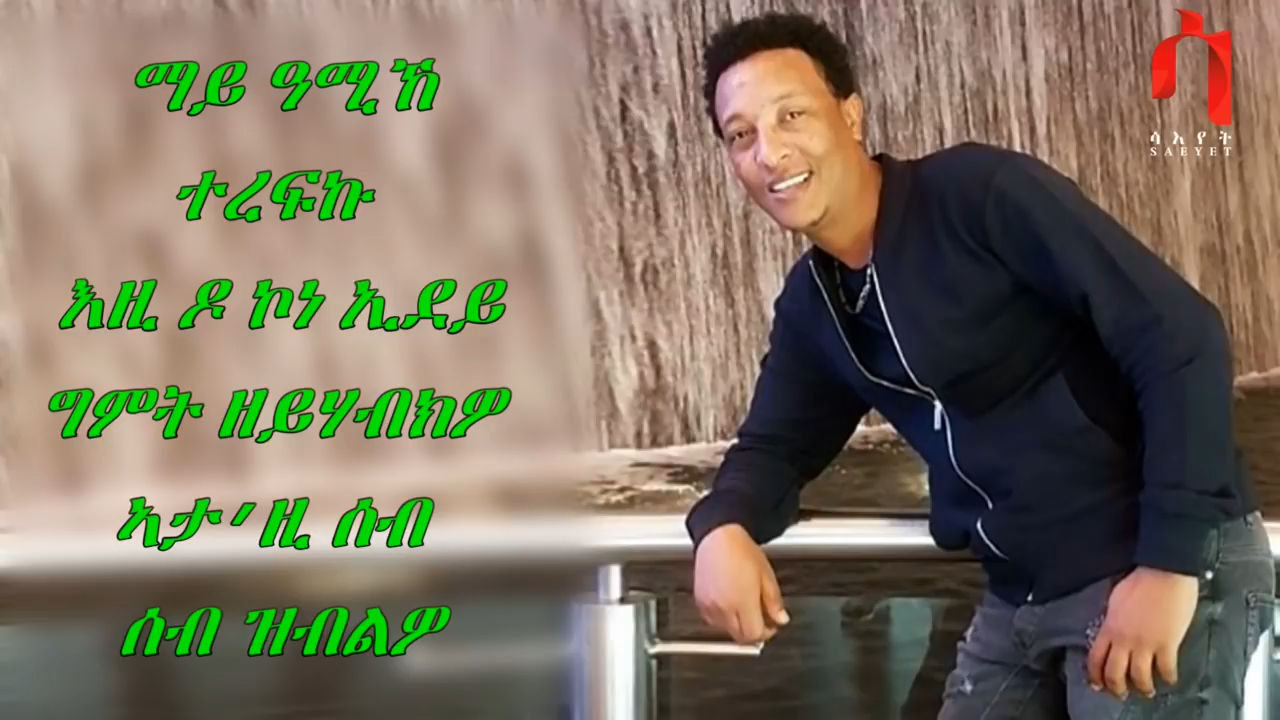 ማይ ዓሚኽ
ተረፍኩ
እዚ ዶ ኮነ ኢደይ
ግምት ዘይሃብክዎ
ኣታ’ዚ ሰብ
ሰብ ዝብልዎ
ሳእየት
SAEYET